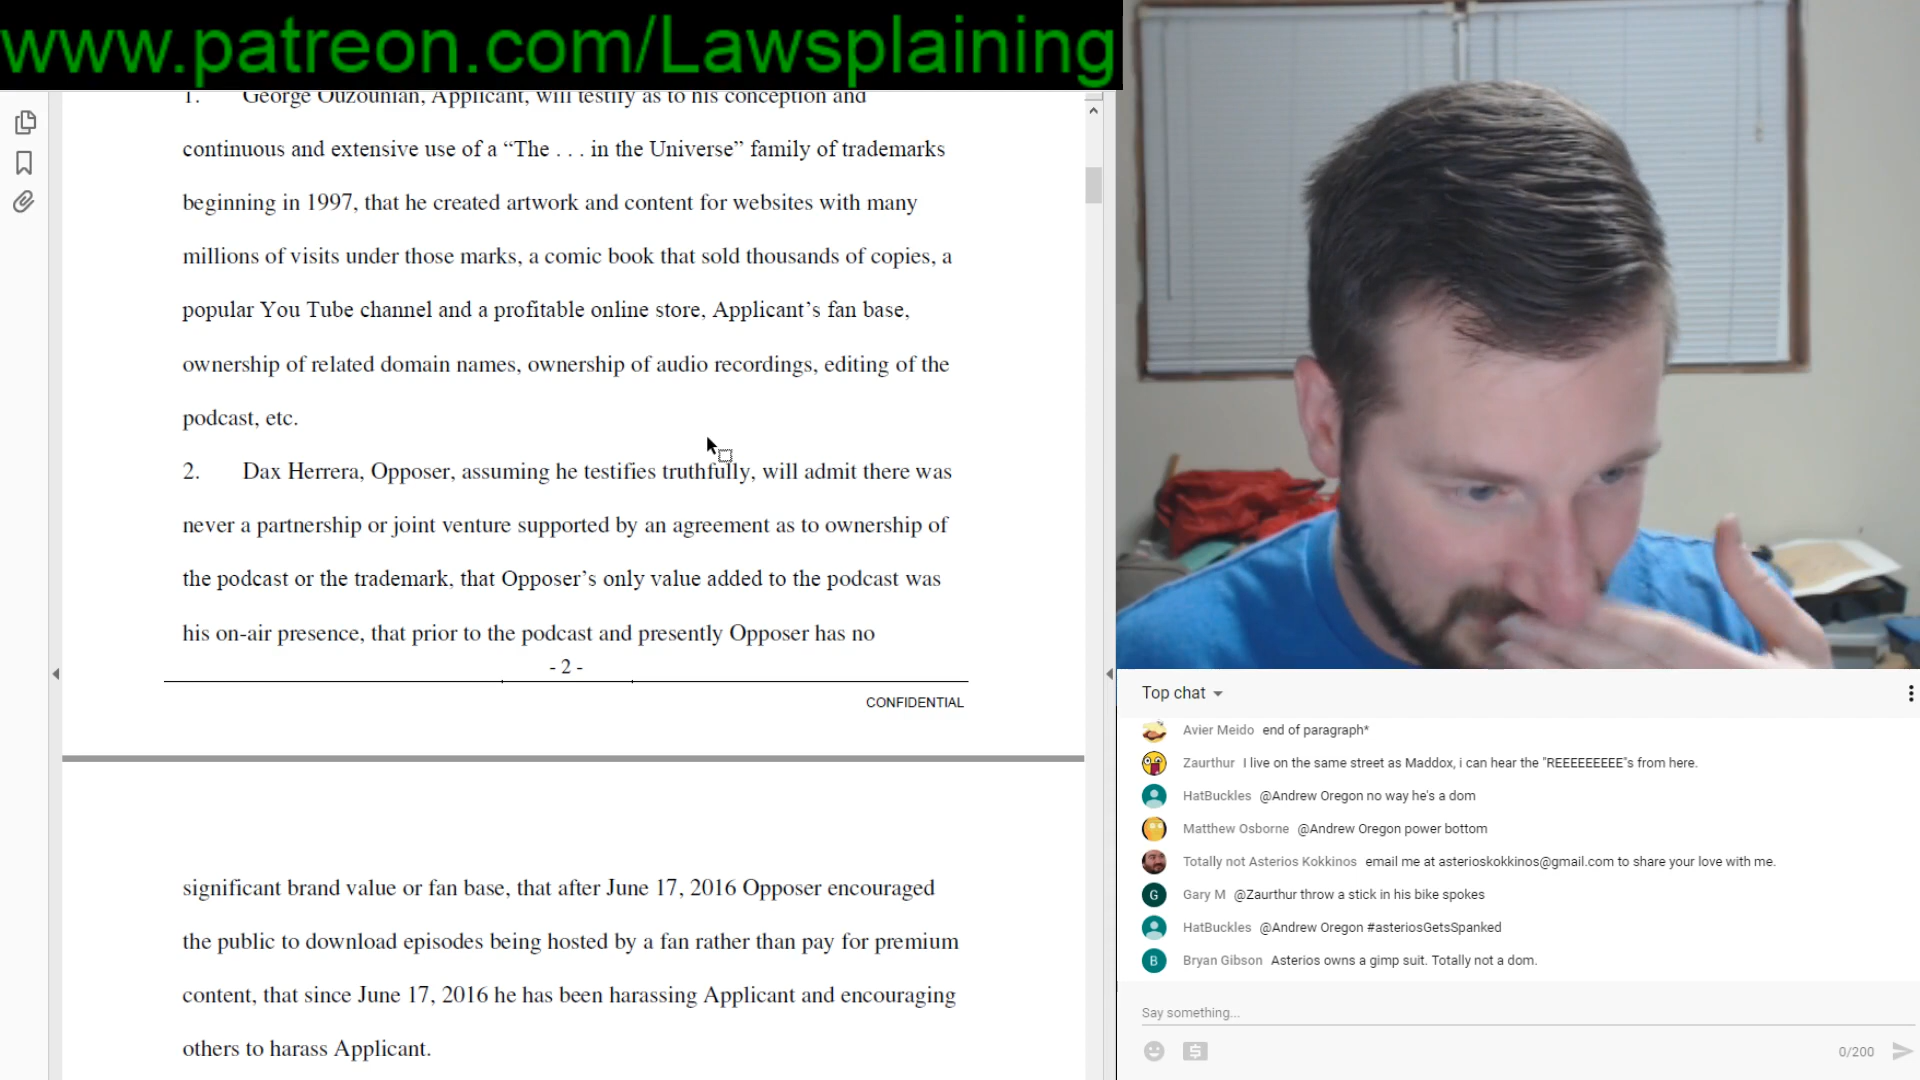 www.patreon.com/Lawsplaining
1. George Ouzounian, Applicant, will testify as to his conception and
continuous and extensive use of a “The . . . in the Universe” family of trademarks
beginning in 1997, that he created artwork and content for websites with many
millions of visits under those marks, a comic book that sold thousands of copies, a
popular You Tube channel and a profitable online store, Applicant’s fan base,
ownership of related domain names, ownership of audio recordings, editing of the
podcast, etc.
2. Dax Herrera, Opposer, assuming he testifies truthfully, will admit there was
never a partnership or joint venture supported by an agreement as to ownership of
the podcast or the trademark, that Opposer’s only value added to the podcast was
his on-air presence, that prior to the podcast and presently Opposer has no
- 2 -
CONFIDENTIAL
significant brand value or fan base, that after June 17, 2016 Opposer encouraged
the public to download episodes being hosted by a fan rather than pay for premium
content, that since June 17, 2016 he has been harassing Applicant and encouraging
others to harass Applicant.
Top chat
Avier Meido end of paragraph*
Zaurthur I live on the same street as Maddox, i can hear the "REEEEEEEEE"s from here.
HatBuckles @Andrew Oregon no way he's a dom
Matthew Osborne @Andrew Oregon power bottom
Totally not Asterios Kokkinos email me at asterioskokkinos@gmail.com to share your love with me.
G Gary M @Zaurthur throw a stick in his bike spokes
HatBuckles @Andrew Oregon #asteriosGetsSpanked
B Bryan Gibson Asterios owns a gimp suit. Totally not a dom.
Say something...
0/200